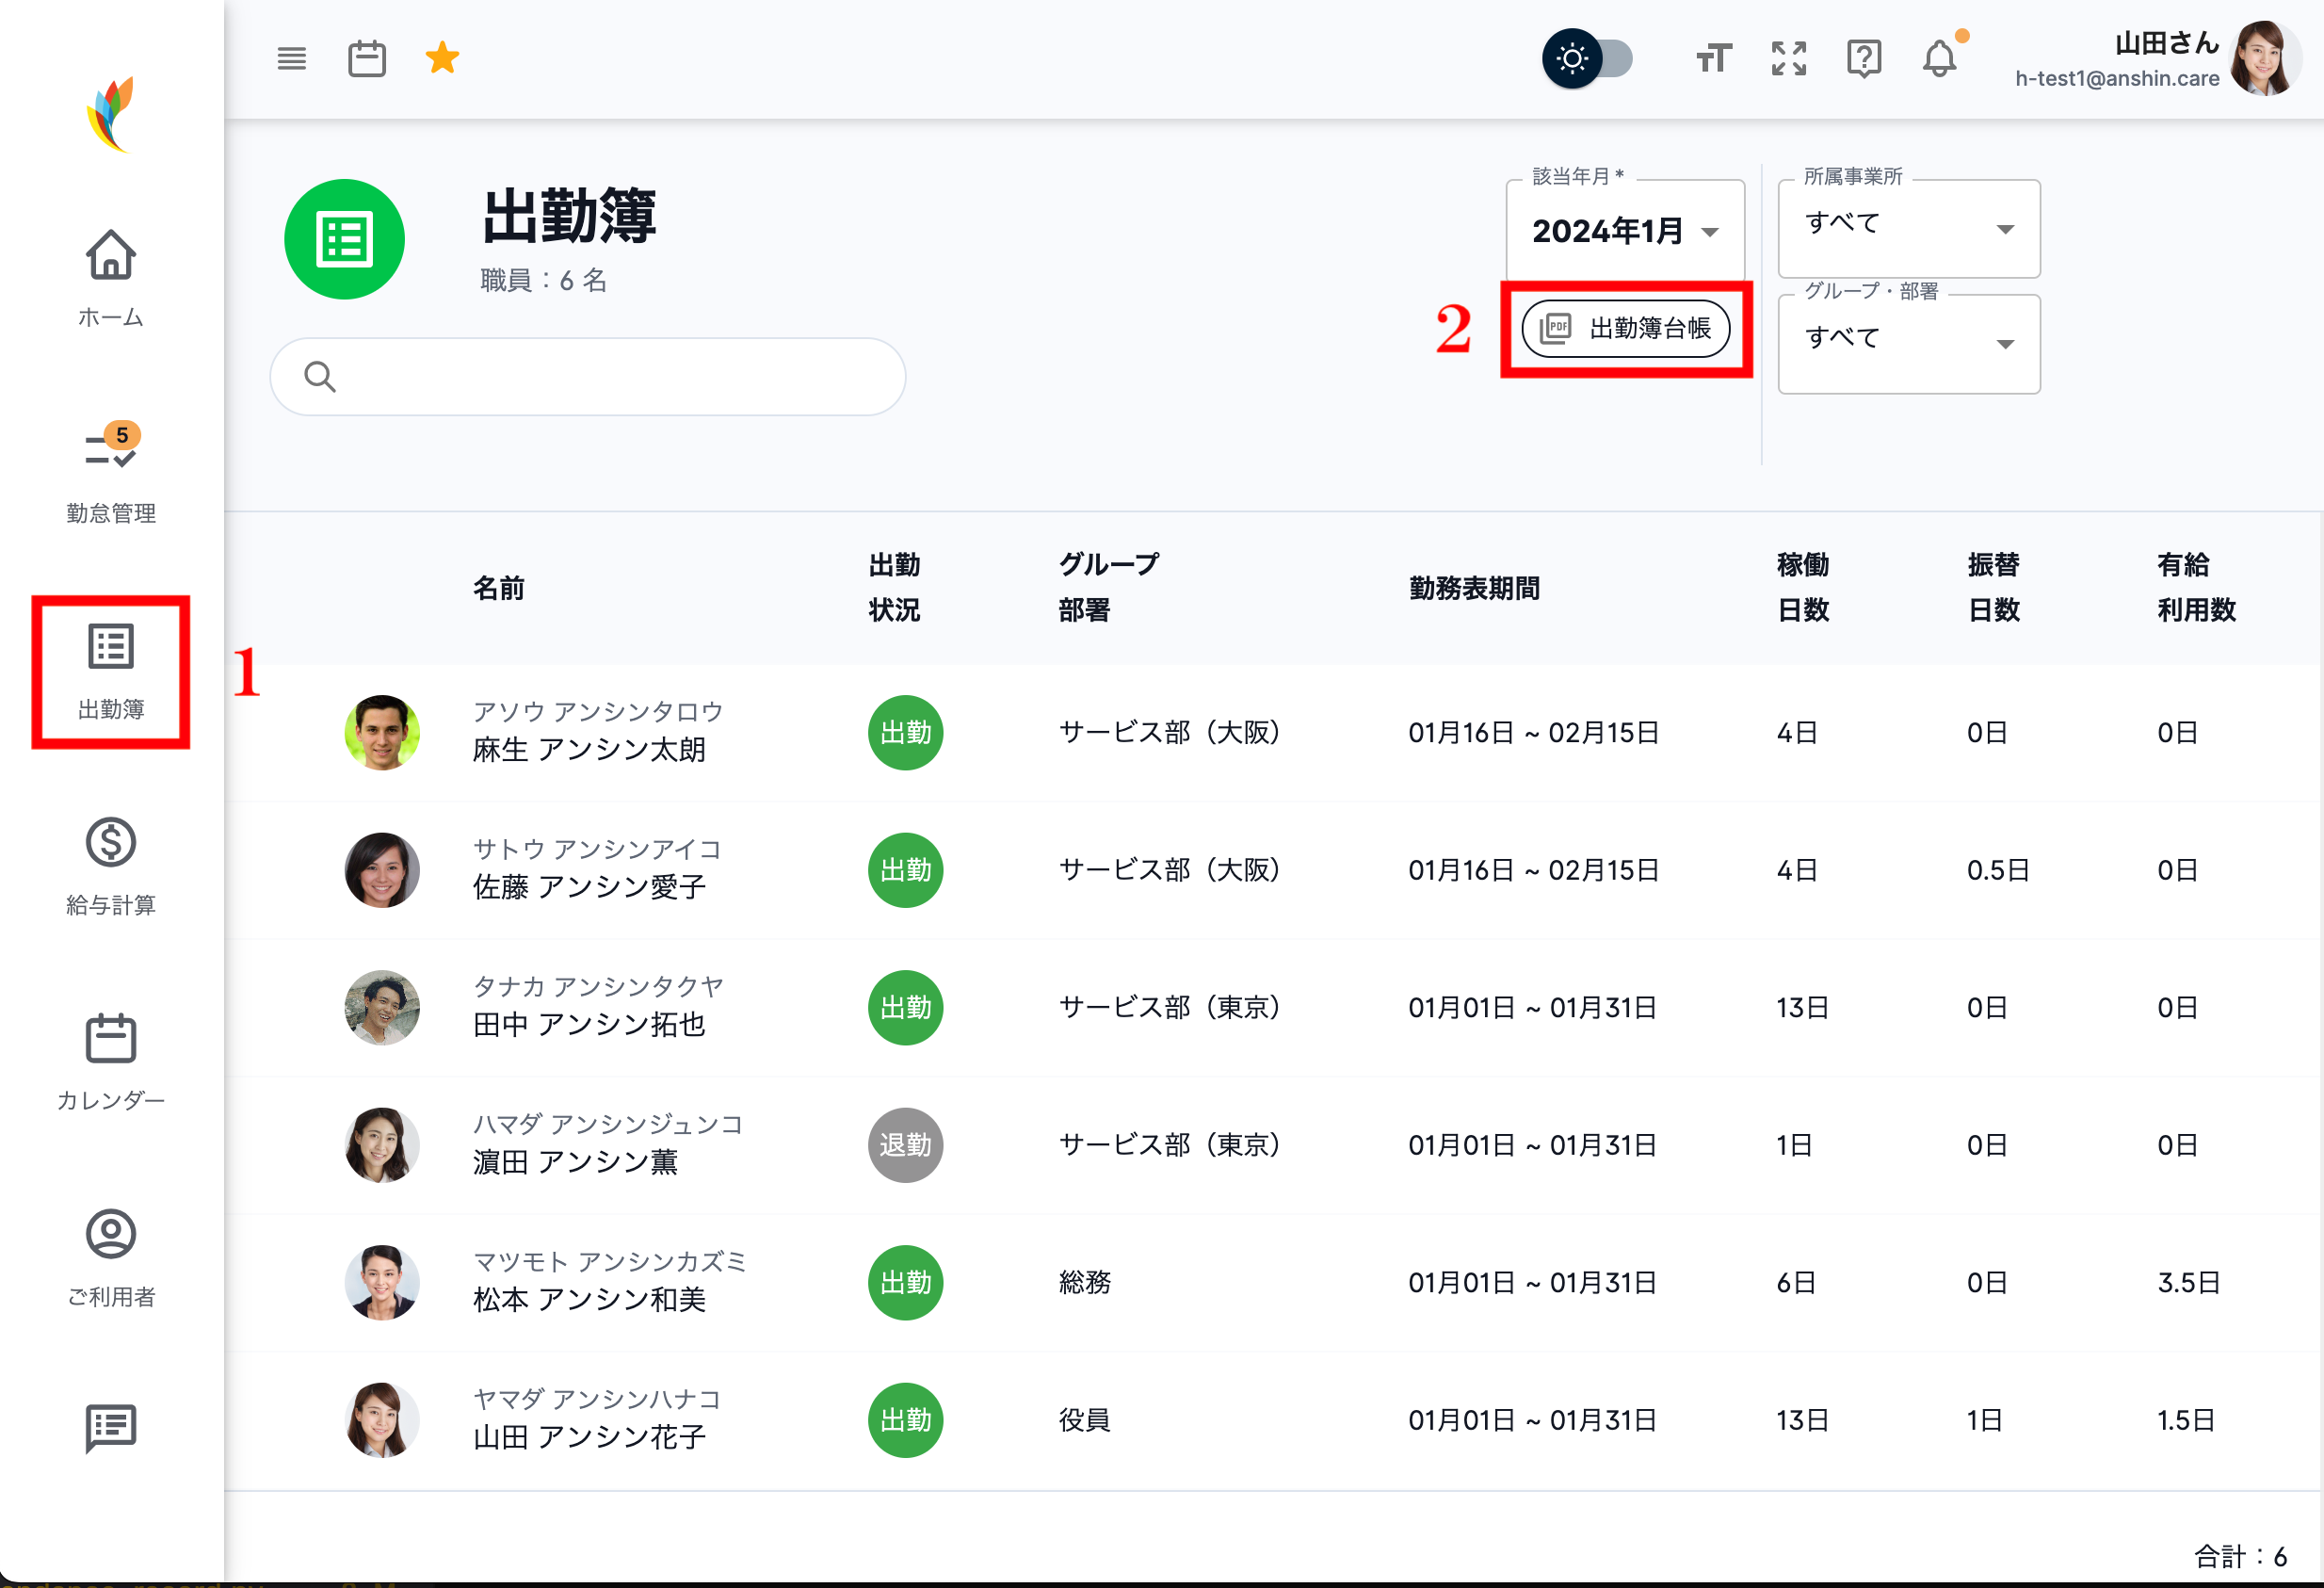 山田さん
h-test1@anshin.care
ホーム
5
勤怠管理
出勤簿
1
給与計算
カレンダー
ご利用者
出勤簿
職員：6 名
該当年月*
2024年1月
2
PDF 出勤簿台帳
所属事業所
すべて
グループ・部署
すべて
名前
出勤
状況
グループ
部署
勤務表期間
稼働
日数
振替
日数
有給
利用数
アソウ アンシンタロウ
麻生 アンシン太朗
出勤
サービス部（大阪）
01月16日 ~ 02月15日
4日
0日
0日
サトウ アンシンアイコ
佐藤 アンシン愛子
出勤
サービス部（大阪）
01月16日 ~ 02月15日
4日
0.5日
0日
タナカ アンシンタクヤ
田中 アンシン拓也
出勤
サービス部（東京）
01月01日 ~ 01月31日
13日
0日
0日
ハマダ アンシンジュンコ
濵田 アンシン薫
退勤
サービス部（東京）
01月01日 ~ 01月31日
1日
0日
0日
マツモト アンシンカズミ
松本 アンシン和美
出勤
総務
01月01日 ~ 01月31日
6日
0日
3.5日
ヤマダ アンシンハナコ
山田 アンシン花子
出勤
役員
01月01日 ~ 01月31日
13日
1日
1.5日
合計：6